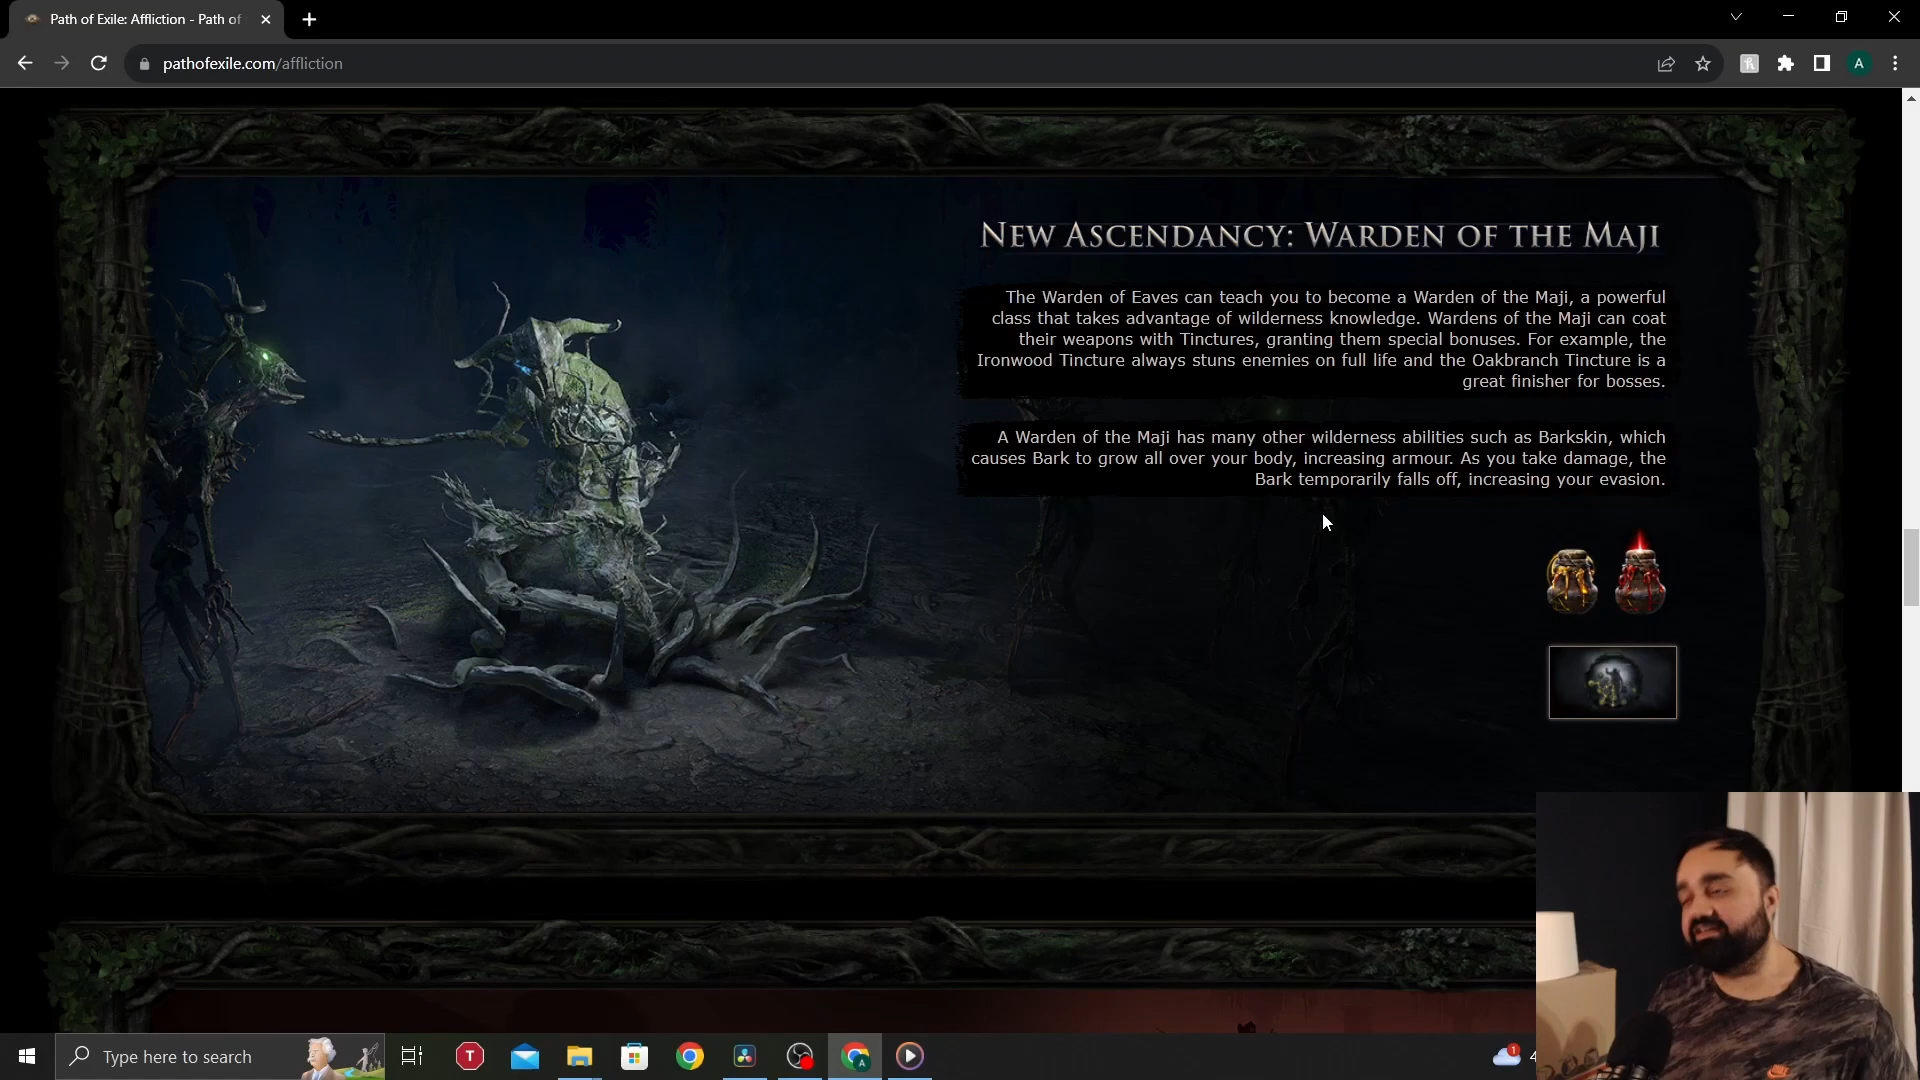 Path of Exile: Affliction - Path of
pathofexile.com/affliction
A
NEW ASCENDANCY: WARDEN OF THE MAJI
The Warden of Eaves can teach you to become a Warden of the Maji, a powerful
class that takes advantage of wilderness knowledge. Wardens of the Maji can coat
their weapons with Tinctures, granting them special bonuses. For example, the
Ironwood Tincture always stuns enemies on full life and the Oakbranch Tincture is a
great finisher for bosses.
A Warden of the Maji has many other wilderness abilities such as Barkskin, which
causes Bark to grow all over your body, increasing armour. As you take damage, the
Bark temporarily falls off, increasing your evasion.
Type here to search
T
A
1
4